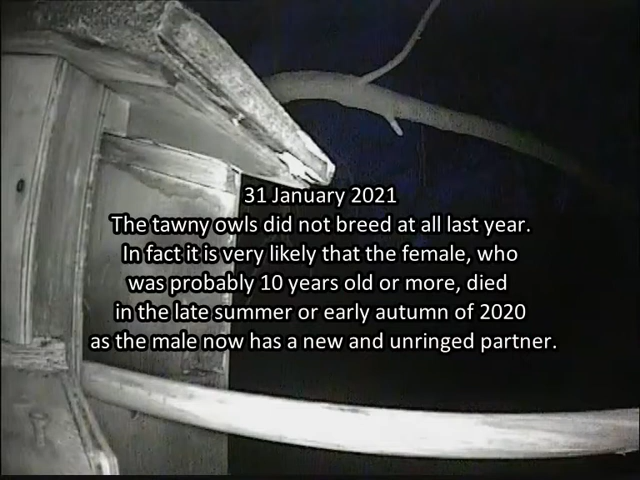 31 January 2021
The tawny owls did not breed at all last year.
In fact it is very likely that the female, who
was probably 10 years old or more, died
in the late summer or early autumn of 2020
as the male now has a new and unringed partner.